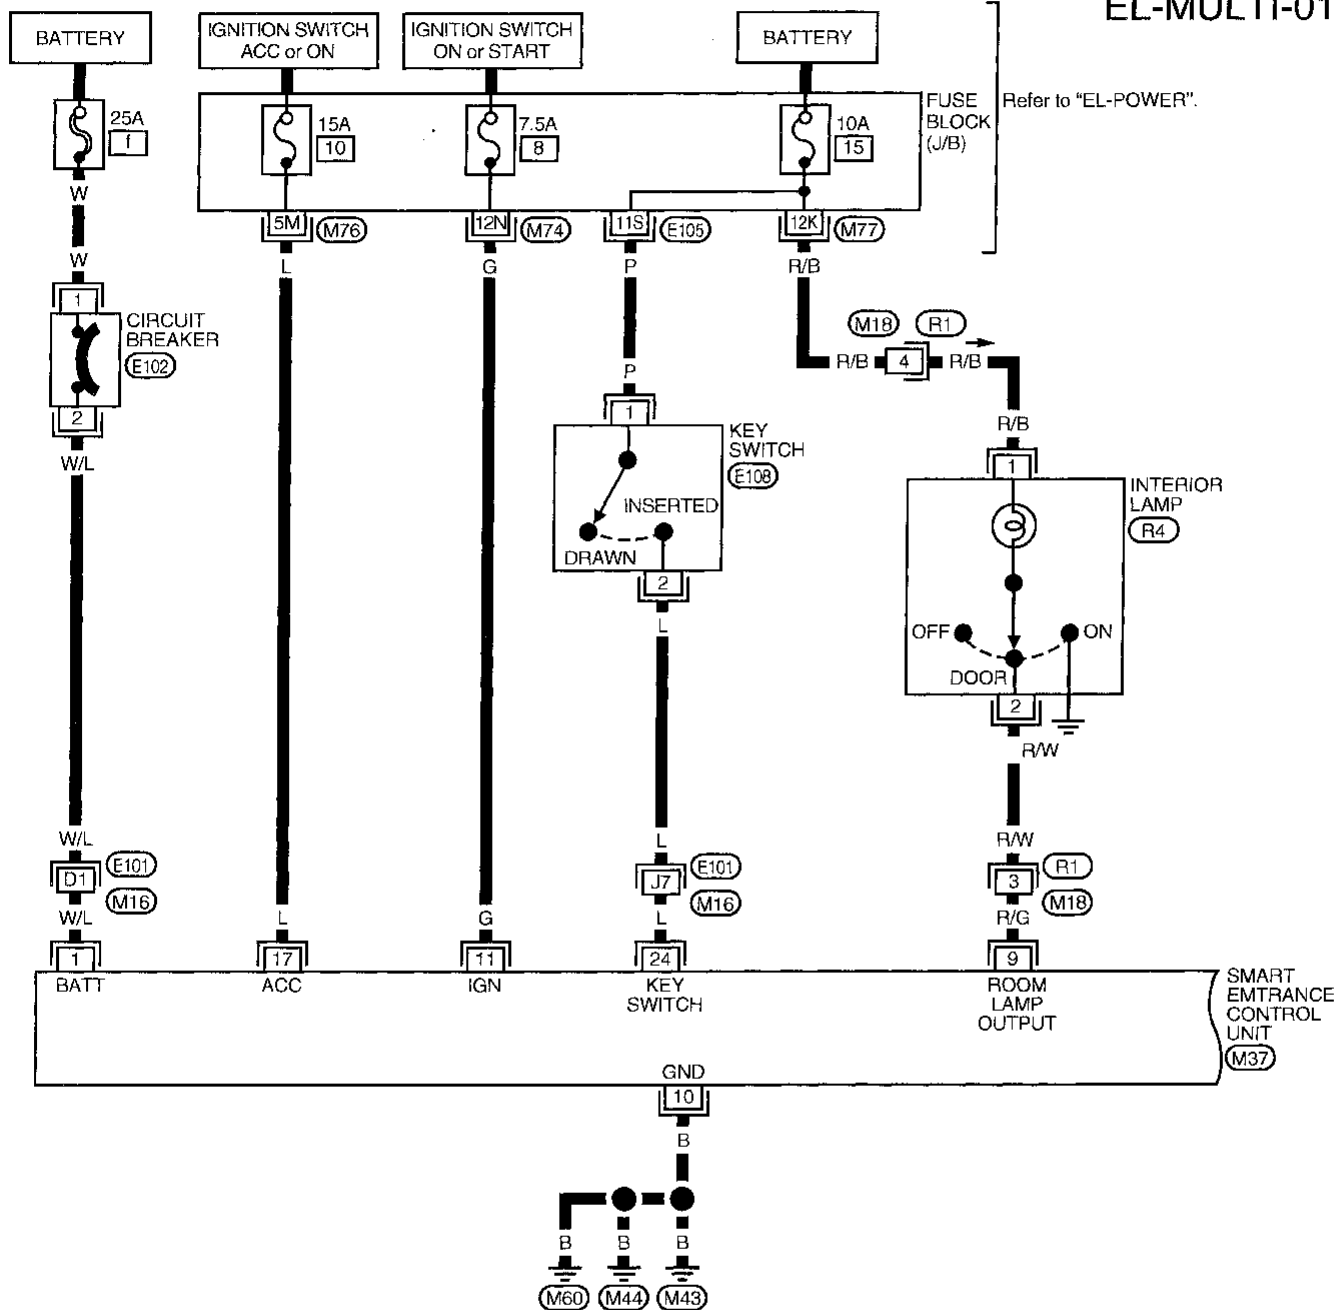 EL-MULTI-01
BATTERY
IGNITION SWITCH
ACC or ON
IGNITION SWITCH
ON or START
BATTERY
25A
f
15A
10
7.5A
8
10A
15
FUSE
BLOCK
(J/B)
Refer to "EL-POWER".
5M
M76
12N
M74
11S
E105
12K
M77
W
W
L
G
P
R/B
1
CIRCUIT
BREAKER
E102
2
W/L
M18
R1
R/B
4
R/B
P
1
KEY
SWITCH
E108
INSERTED
DRAWN
2
L
R/B
1
INTERIOR
LAMP
R4
OFF
ON
DOOR
2
R/W
W/L
D1
E101
M16
W/L
L
G
L
J7
E101
M16
L
R/W
3
R1
M18
R/G
1
17
11
24
9
BATT
ACC
IGN
KEY
SWITCH
ROOM
LAMP
OUTPUT
SMART
EMTRANCE
CONTROL
UNIT
M37
GND
10
B
B
B
B
M60
M44
M43